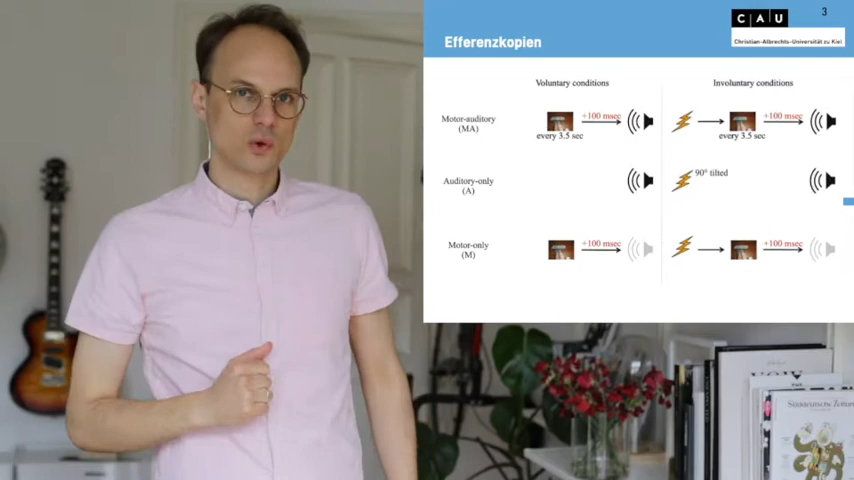 3
C A U
Christian-Albrechts-Universität zu Kiel
Efferenzkopien
Voluntary conditions
Involuntary conditions
Motor-auditory
(MA)
+100 msec
every 3.5 sec
+100 msec
every 3.5 sec
Auditory-only
(A)
90° tilted
Motor-only
(M)
+100 msec
+100 msec
Süddeutsche Zeitung